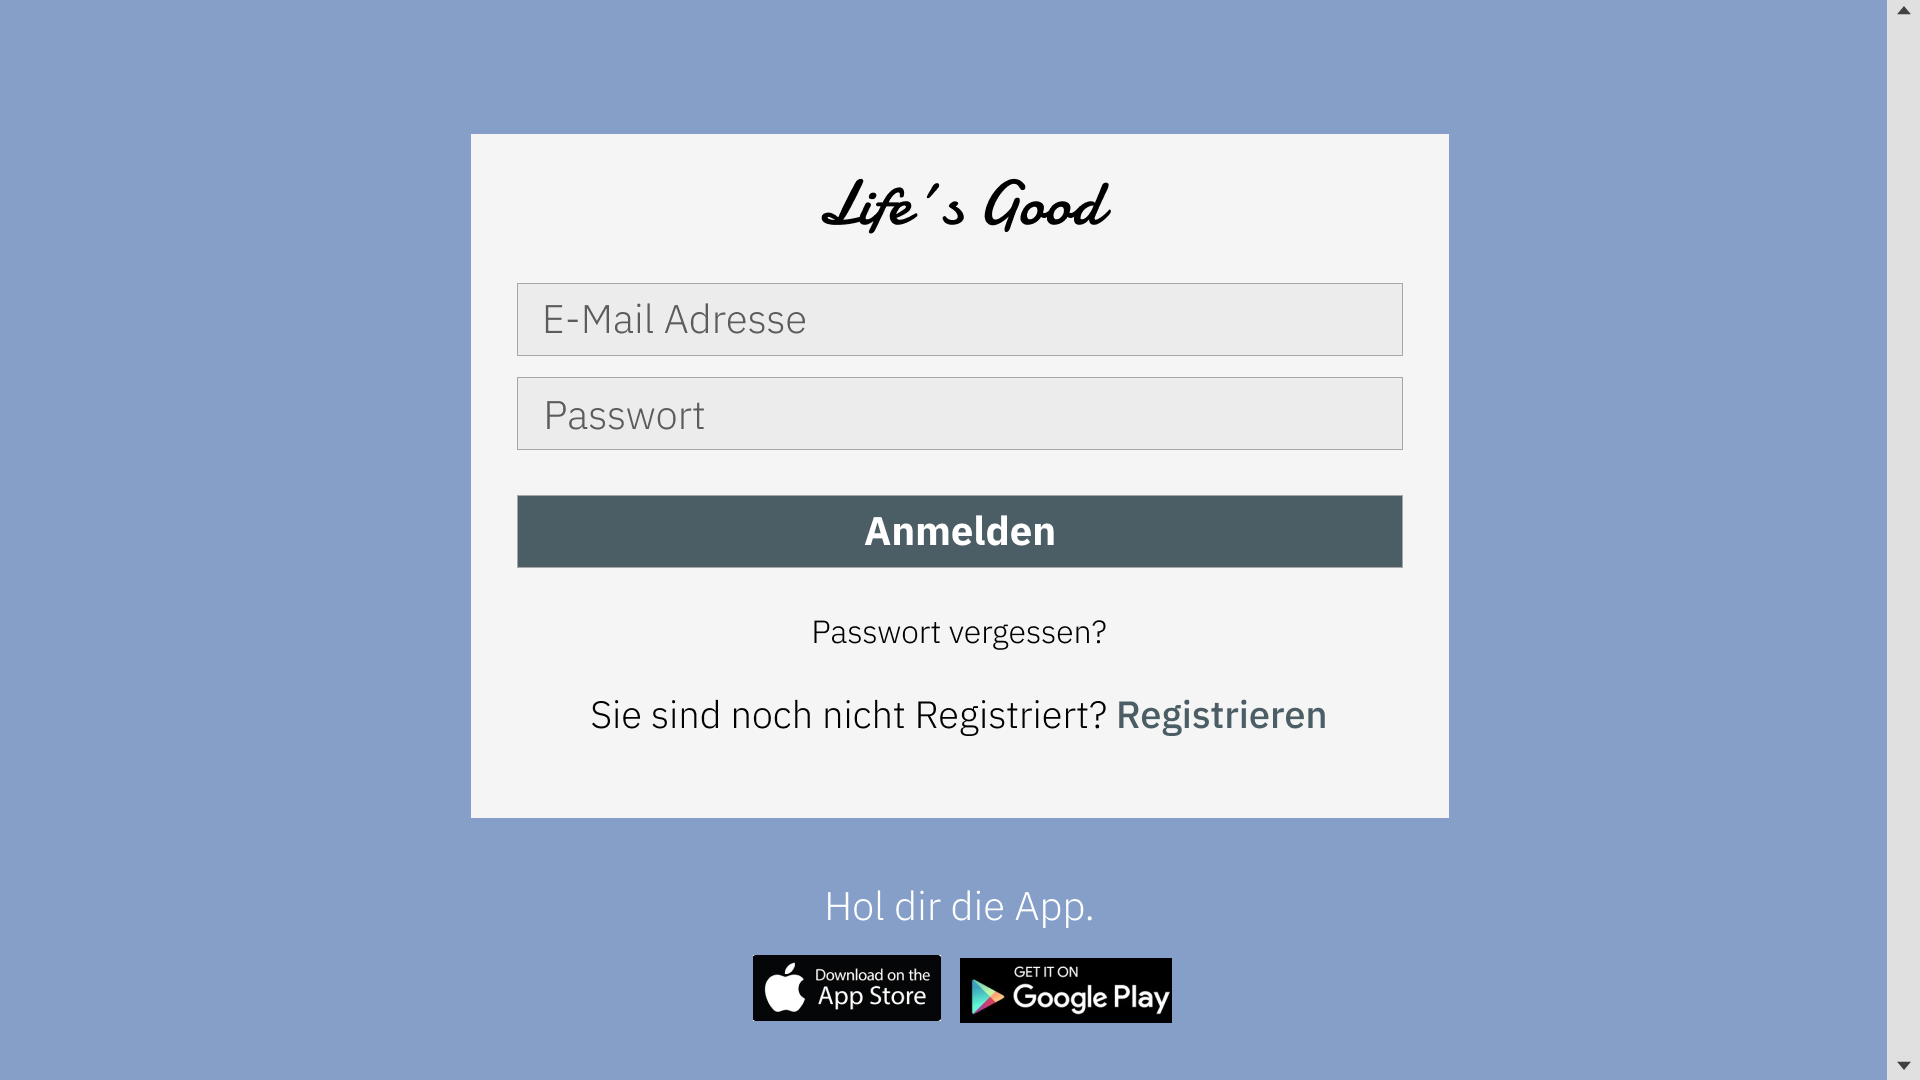 Life´s Good
E-Mail Adresse
Passwort
Anmelden
Passwort vergessen?
Sie sind noch nicht Registriert? Registrieren
Hol dir die App.
Download on the
App Store
GET IT ON
Google Play